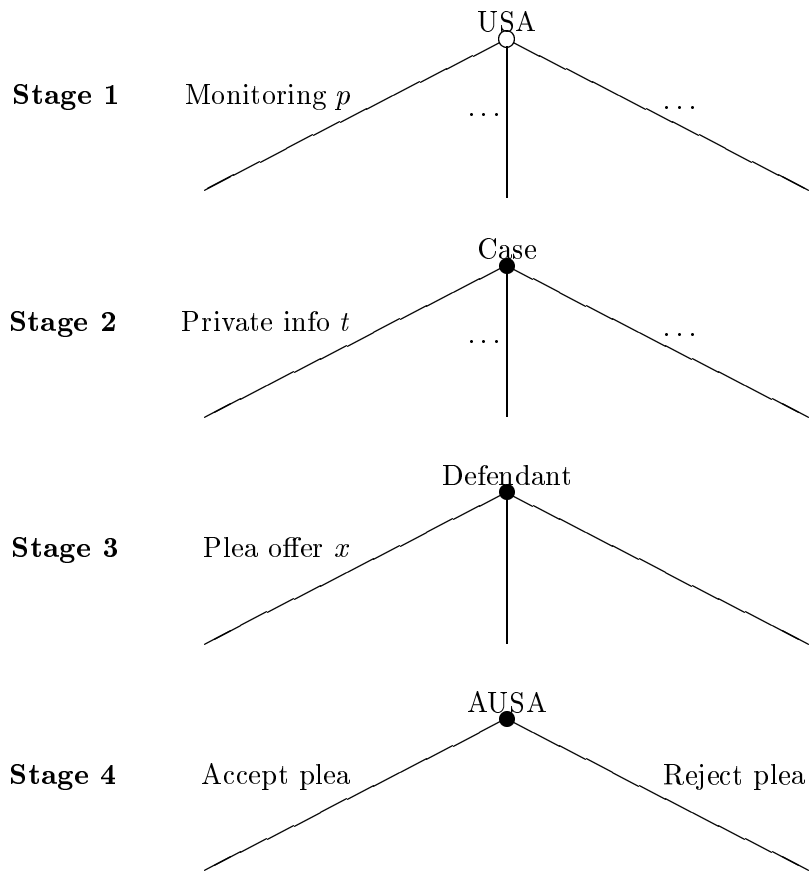 USA
Stage 1 Monitoring p ... ...
Case
Stage 2 Private info t ... ...
Defendant
Stage 3 Plea offer x
AUSA
Stage 4 Accept plea Reject plea